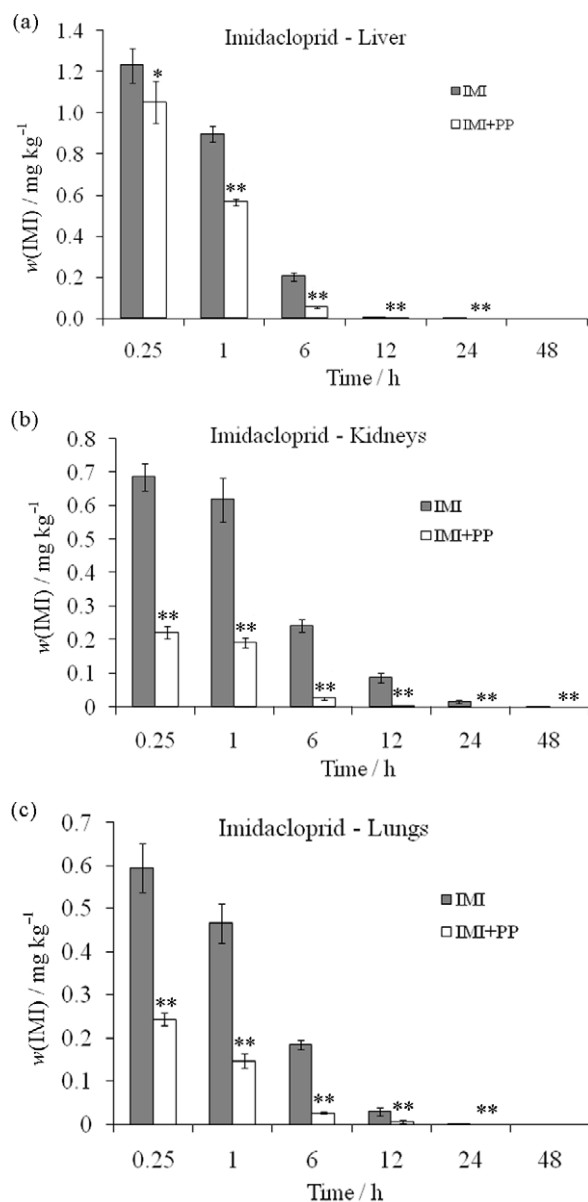 (a)
Imidacloprid - Liver
w(IMI) / mg kg⁻¹
1.4
1.2
1.0
0.8
0.6
0.4
0.2
0.0
IMI
IMI+PP
*
**
**
**
**
0.25 1 6 12 24 48
Time / h
(b)
Imidacloprid - Kidneys
w(IMI) / mg kg⁻¹
0.8
0.7
0.6
0.5
0.4
0.3
0.2
0.1
0
IMI
IMI+PP
**
**
**
**
**
**
0.25 1 6 12 24 48
Time / h
(c)
Imidacloprid - Lungs
w(IMI) / mg kg⁻¹
0.7
0.6
0.5
0.4
0.3
0.2
0.1
0
IMI
IMI+PP
**
**
**
**
**
0.25 1 6 12 24 48
Time / h